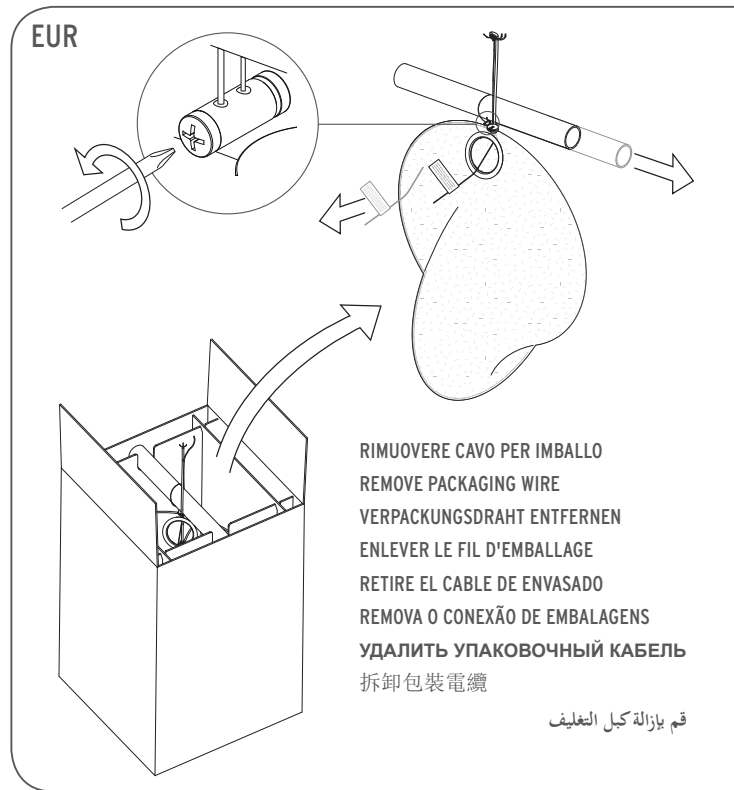 EUR
RIMUOVERE CAVO PER IMBALLO
REMOVE PACKAGING WIRE
VERPACKUNGSDRAHT ENTFERNEN
ENLEVER LE FIL D'EMBALLAGE
RETIRE EL CABLE DE ENVASADO
REMOVA O CONEXÃO DE EMBALAGENS
УДАЛИТЬ УПАКОВОЧНЫЙ КАБЕЛЬ
拆卸包裝電纜
قم بإزالة كبل التغليف